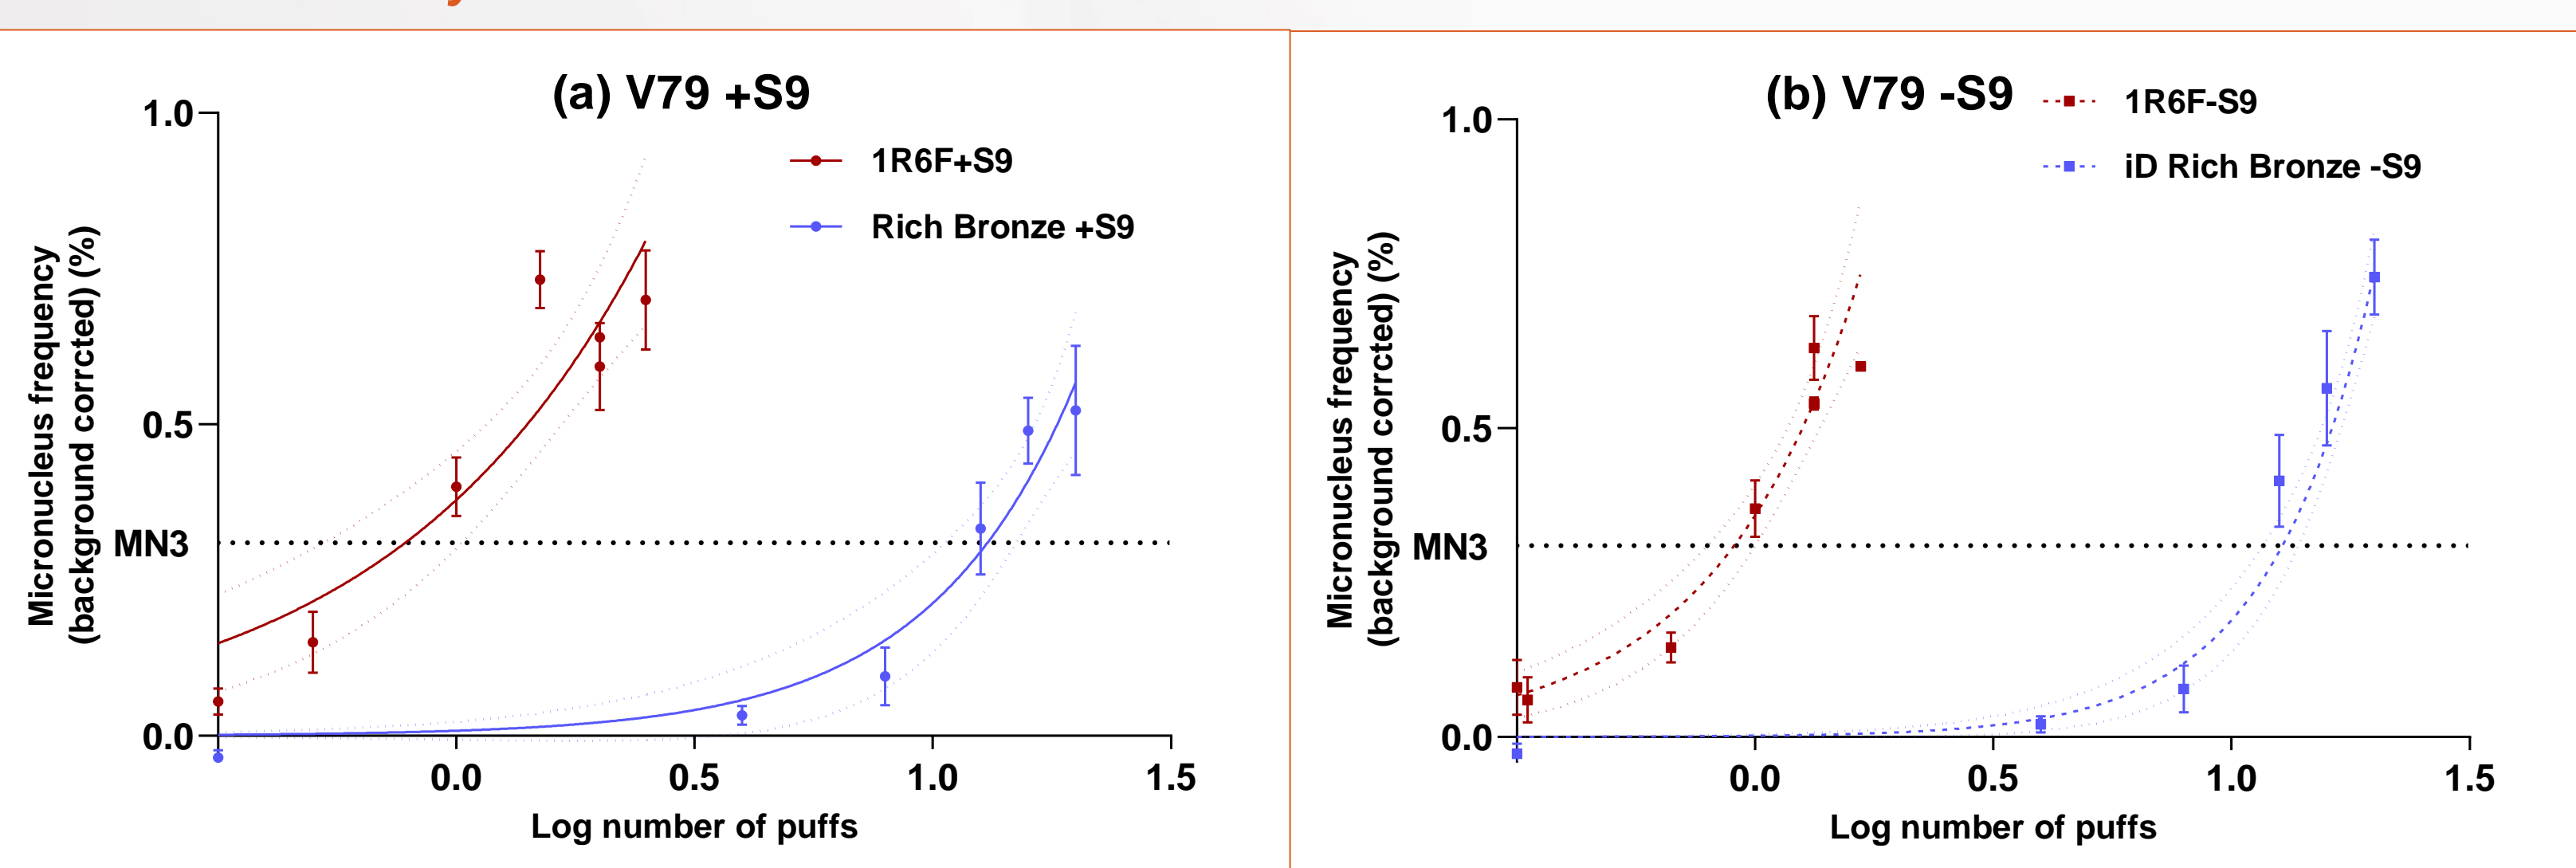 (a) V79 +S9
1R6F+S9
Rich Bronze +S9
Micronucleus frequency
(background corrcted) (%)
1.0
0.5
MN3
0.0
0.0 0.5 1.0 1.5
Log number of puffs
(b) V79 -S9
1R6F-S9
iD Rich Bronze -S9
Micronucleus frequency
(background corrcted) (%)
1.0
0.5
MN3
0.0
0.0 0.5 1.0 1.5
Log number of puffs